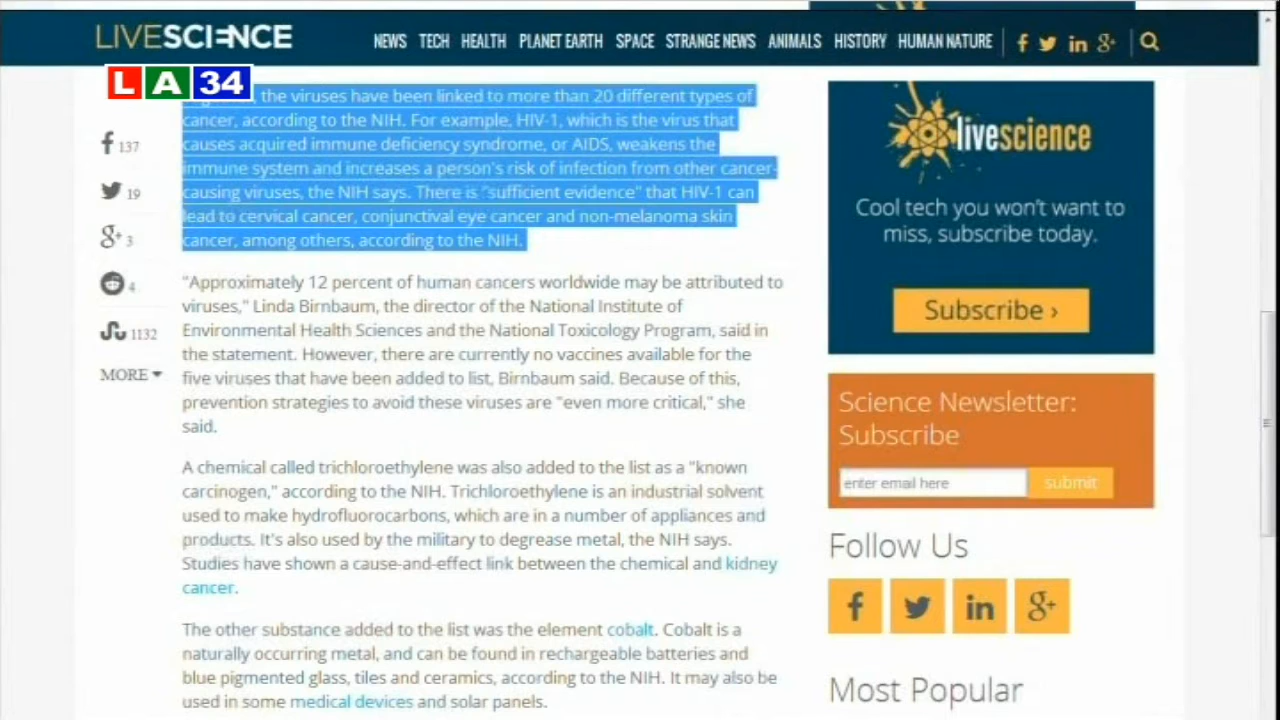 LIVESCIENCE
NEWS TECH HEALTH PLANET EARTH SPACE STRANGE NEWS ANIMALS HISTORY HUMAN NATURE
LA 34
the viruses have been linked to more than 20 different types of
cancer, according to the NIH. For example, HIV-1, which is the virus that
causes acquired immune deficiency syndrome, or AIDS, weakens the
immune system and increases a person's risk of infection from other cancer-
causing viruses, the NIH says. There is "sufficient evidence" that HIV-1 can
lead to cervical cancer, conjunctival eye cancer and non-melanoma skin
cancer, among others, according to the NIH.
137
19
3
4
1132
MORE
"Approximately 12 percent of human cancers worldwide may be attributed to
viruses," Linda Birnbaum, the director of the National Institute of
Environmental Health Sciences and the National Toxicology Program, said in
the statement. However, there are currently no vaccines available for the
five viruses that have been added to list, Birnbaum said. Because of this,
prevention strategies to avoid these viruses are "even more critical," she
said.
A chemical called trichloroethylene was also added to the list as a "known
carcinogen," according to the NIH. Trichloroethylene is an industrial solvent
used to make hydrofluorocarbons, which are in a number of appliances and
products. It's also used by the military to degrease metal, the NIH says.
Studies have shown a cause-and-effect link between the chemical and kidney
cancer.
The other substance added to the list was the element cobalt. Cobalt is a
naturally occurring metal, and can be found in rechargeable batteries and
blue pigmented glass, tiles and ceramics, according to the NIH. It may also be
used in some medical devices and solar panels.
livescience
Cool tech you won't want to
miss, subscribe today.
Subscribe ›
Science Newsletter:
Subscribe
enter email here
submit
Follow Us
Most Popular